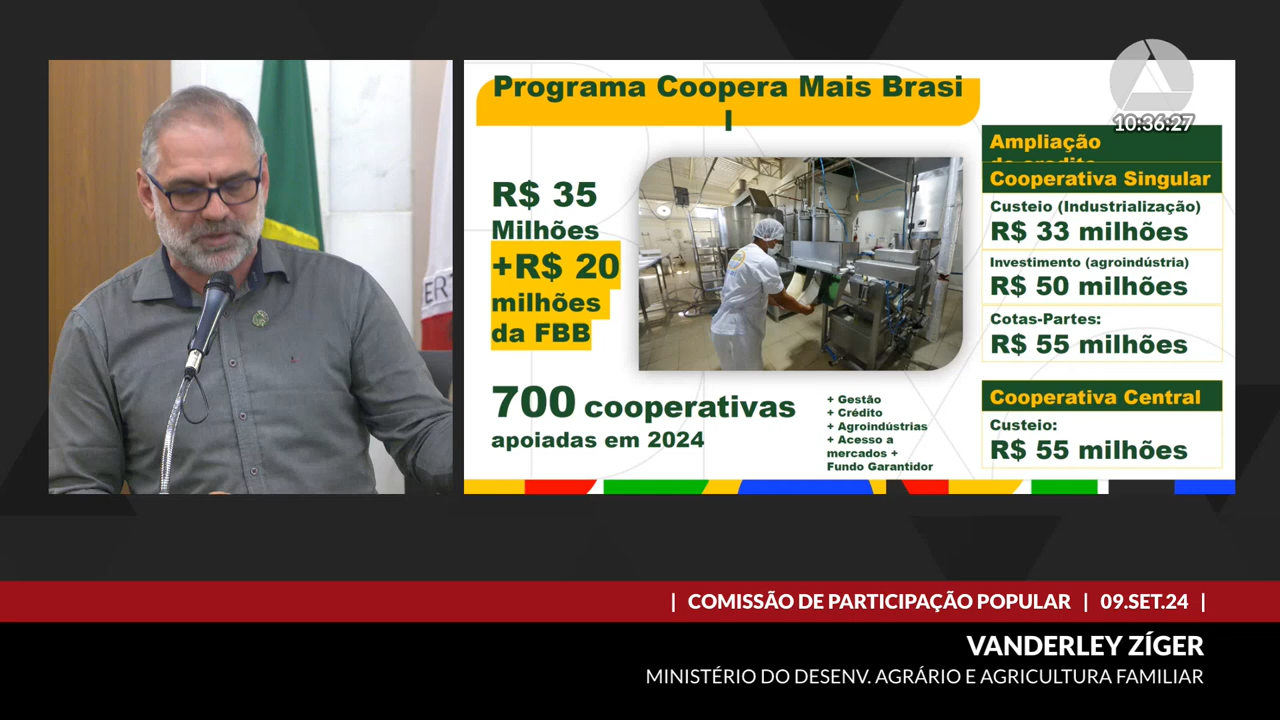 Programa Coopera Mais Brasi
l
10:36:27
R$ 35
Milhões
+R$ 20
milhões
da FBB
700 cooperativas
apoiadas em 2024
+ Gestão
+ Crédito
+ Agroindústrias
+ Acesso a
mercados +
Fundo Garantidor
Ampliação
de credito
Cooperativa Singular
Custeio (Industrialização)
R$ 33 milhões
Investimento (agroindústria)
R$ 50 milhões
Cotas-Partes:
R$ 55 milhões
Cooperativa Central
Custeio:
R$ 55 milhões
ER
| COMISSÃO DE PARTICIPAÇÃO POPULAR | 09.SET.24 |
VANDERLEY ZÍGER
MINISTÉRIO DO DESENV. AGRÁRIO E AGRICULTURA FAMILIAR